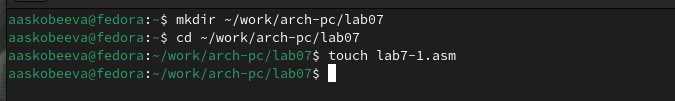 aaskobeeva@fedora:~$ mkdir ~/work/arch-pc/lab07
aaskobeeva@fedora:~$ cd ~/work/arch-pc/lab07
aaskobeeva@fedora:~/work/arch-pc/lab07$ touch lab7-1.asm
aaskobeeva@fedora:~/work/arch-pc/lab07$